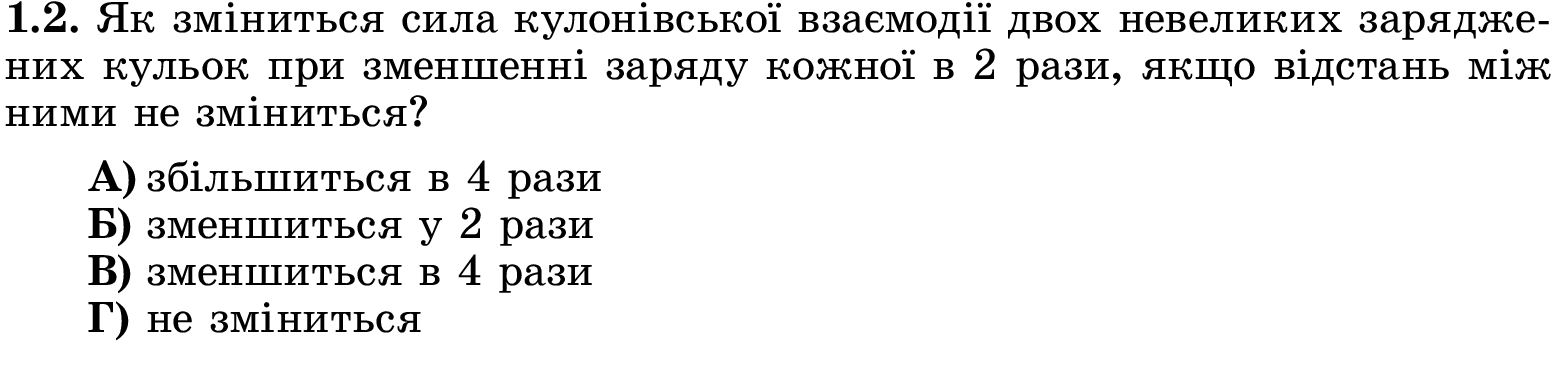 1.2. Як зміниться сила кулонівської взаємодії двох невеликих зарядже-
них кульок при зменшенні заряду кожної в 2 рази, якщо відстань між
ними не зміниться?
А) збільшиться в 4 рази
Б) зменшиться у 2 рази
В) зменшиться в 4 рази
Г) не зміниться